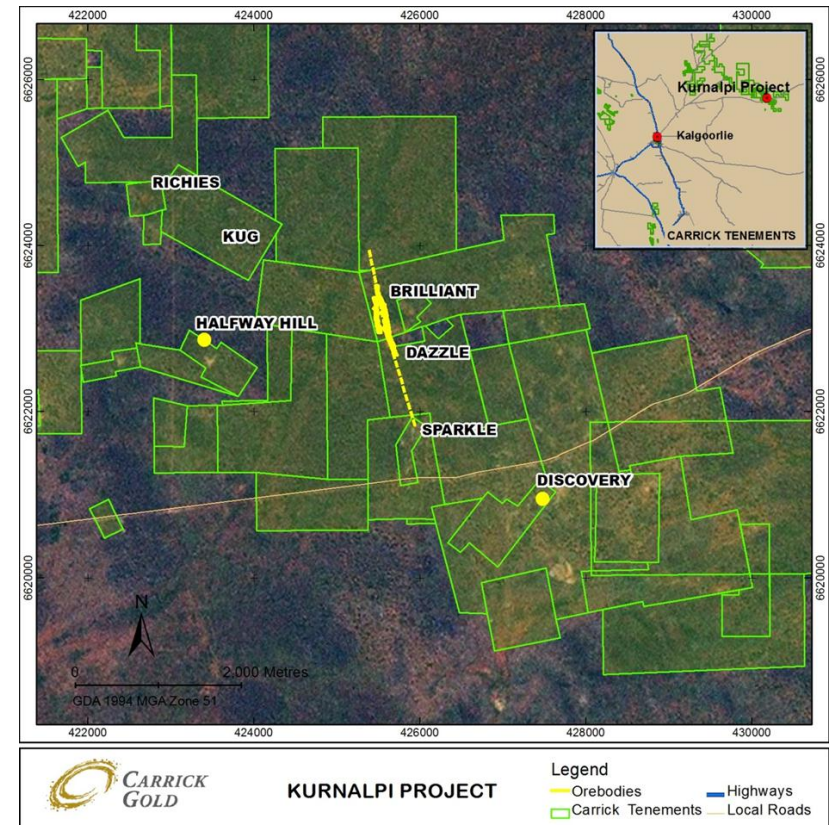 422000 424000 426000 428000 430000
6626000
6626000
Kurnalpi Project
Kalgoorlie
CARRICK TENEMENTS
RICHIES
KUG
6624000
6624000
BRILLIANT
HALFWAY HILL
DAZZLE
6622000
6622000
SPARKLE
DISCOVERY
6620000
6620000
N
0 2,000 Metres
GDA 1994 MGA Zone 51
422000 424000 426000 428000 430000
CARRICK
GOLD
KURNALPI PROJECT
Legend
Orebodies Highways
Carrick Tenements Local Roads